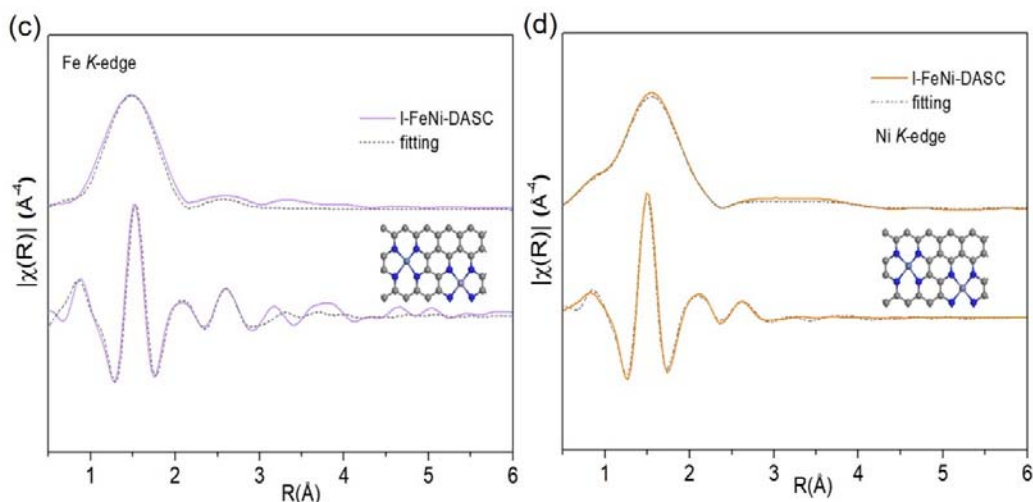 (c)
Fe K-edge
I-FeNi-DASC
fitting
|χ(R)| (Å⁻⁴)
1 2 3 4 5 6
R(Å)
(d)
I-FeNi-DASC
fitting
Ni K-edge
|χ(R)| (Å⁻⁴)
1 2 3 4 5 6
R(Å)